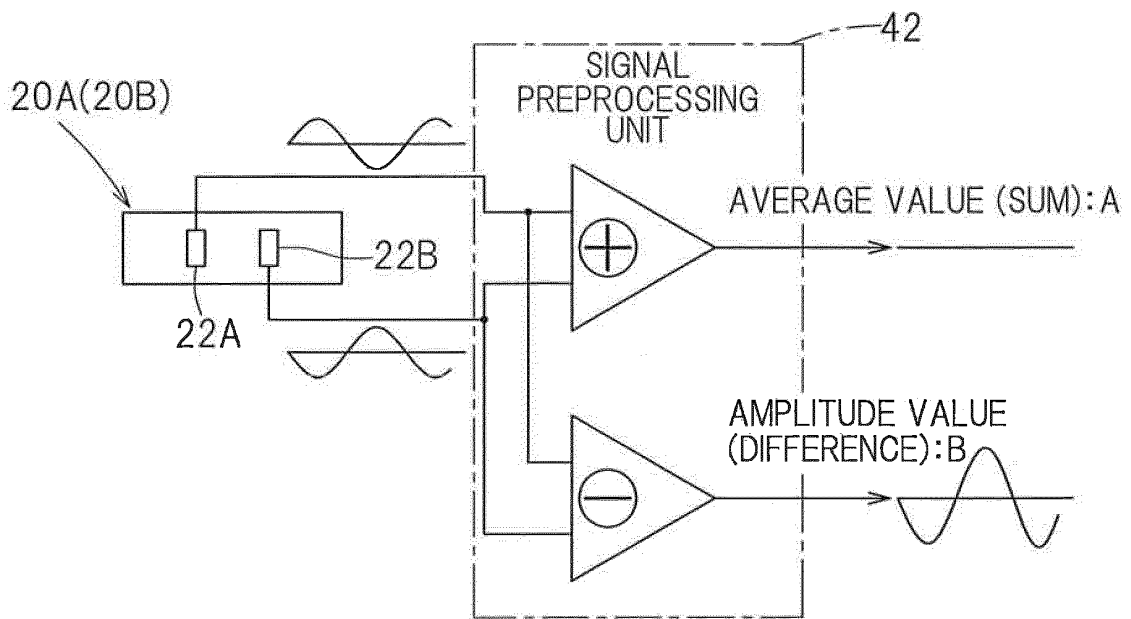 42
SIGNAL
PREPROCESSING
UNIT
20A(20B)
AVERAGE VALUE (SUM):A
22B
22A
AMPLITUDE VALUE
(DIFFERENCE):B